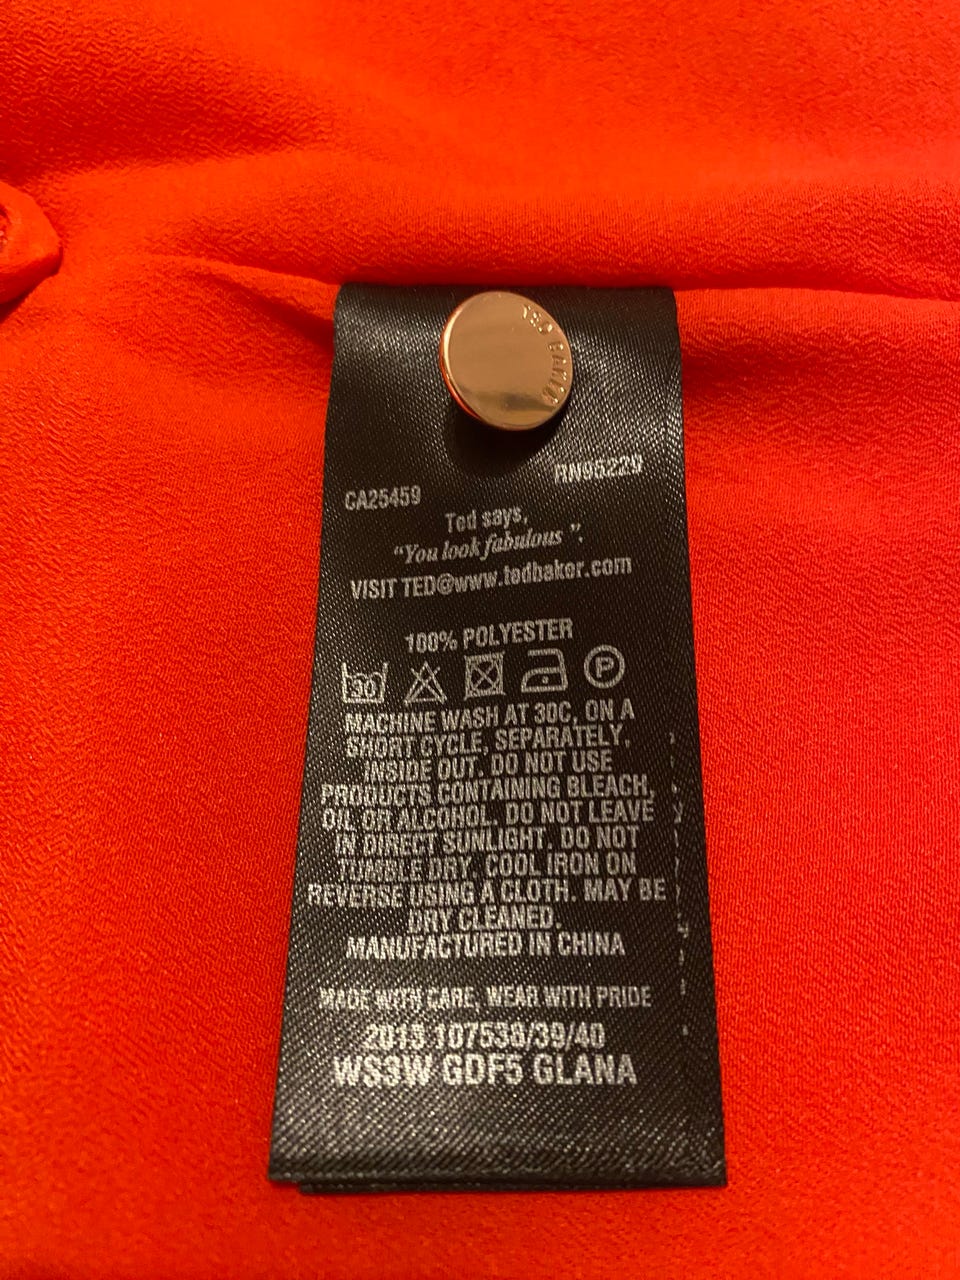 TED BAKER
CA25459 RN95229
Ted says,
“You look fabulous ”.
VISIT TED@www.tedbaker.com
100% POLYESTER
30 P
MACHINE WASH AT 30C, ON A
SHORT CYCLE, SEPARATELY,
INSIDE OUT. DO NOT USE
PRODUCTS CONTAINING BLEACH,
OIL OR ALCOHOL. DO NOT LEAVE
IN DIRECT SUNLIGHT. DO NOT
TUMBLE DRY. COOL IRON ON
REVERSE USING A CLOTH. MAY BE
DRY CLEANED.
MANUFACTURED IN CHINA
MADE WITH CARE, WEAR WITH PRIDE
2013 107538/39/40
WS3W GDF5 GLANA